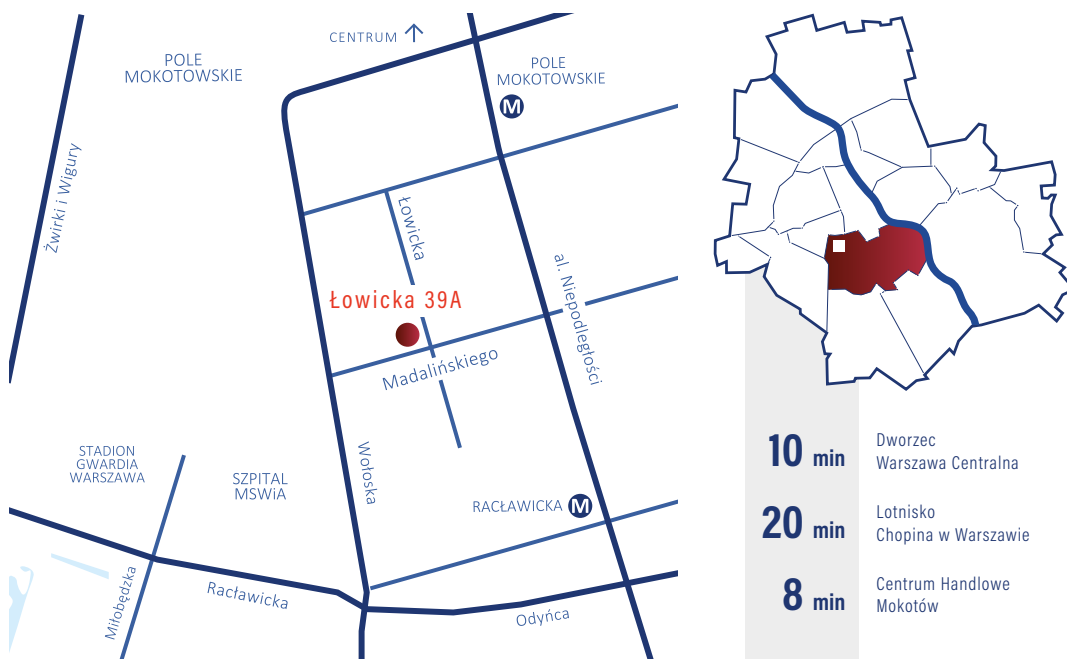 CENTRUM
POLE
MOKOTOWSKIE
POLE
MOKOTOWSKIE
M
Żwirki i Wigury
Łowicka
Łowicka 39A
al. Niepodległości
Madalińskiego
STADION
GWARDIA
WARSZAWA
SZPITAL
MSWiA
Wołoska
RACŁAWICKA M
Miłobędzka
Racławicka
Odyńca
10 min
Dworzec
Warszawa Centralna
20 min
Lotnisko
Chopina w Warszawie
8 min
Centrum Handlowe
Mokotów